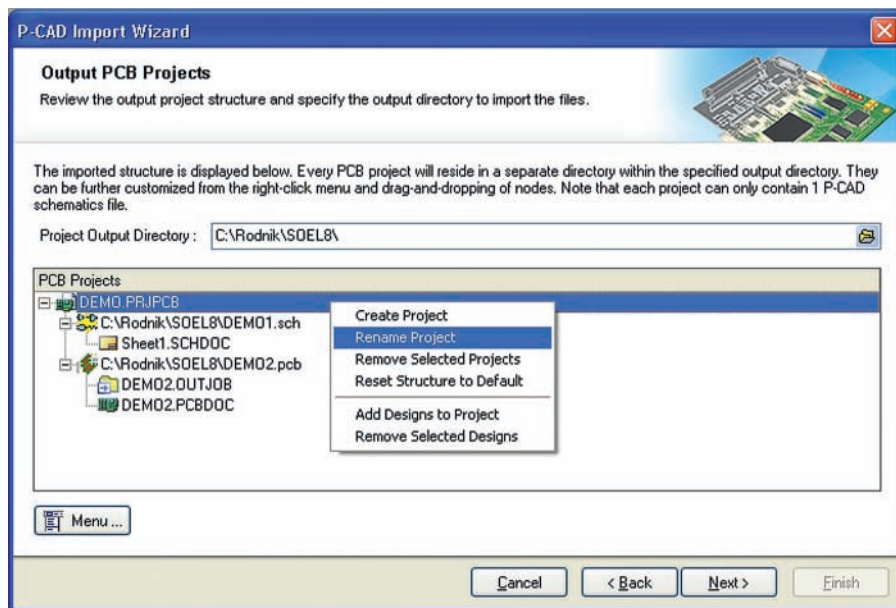 P-CAD Import Wizard
Output PCB Projects
Review the output project structure and specify the output directory to import the files.
The imported structure is displayed below. Every PCB project will reside in a separate directory within the specified output directory. They
can be further customized from the right-click menu and drag-and-dropping of nodes. Note that each project can only contain 1 P-CAD
schematics file.
Project Output Directory : C:\Rodnik\SOEL8\
PCB Projects
DEMO.PRJPCB
C:\Rodnik\SOEL8\DEMO1.sch
Sheet1.SCHDOC
C:\Rodnik\SOEL8\DEMO2.pcb
DEMO2.OUTJOB
DEMO2.PCBDOC
Create Project
Rename Project
Remove Selected Projects
Reset Structure to Default
Add Designs to Project
Remove Selected Designs
Menu ...
Cancel
< Back
Next >
Finish